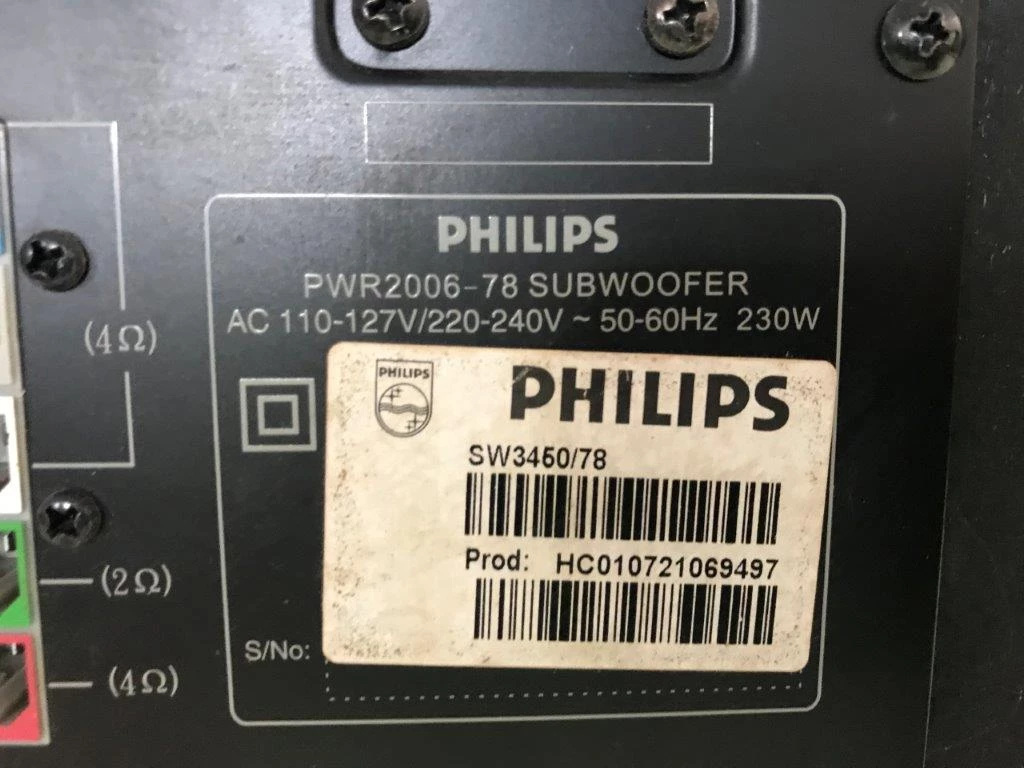 PHILIPS
PWR2006-78 SUBWOOFER
AC 110-127V/220-240V ~ 50-60Hz 230W
(4Ω)
PHILIPS
PHILIPS
SW3450/78
Prod: HC010721069497
(2Ω)
S/No:
(4Ω)